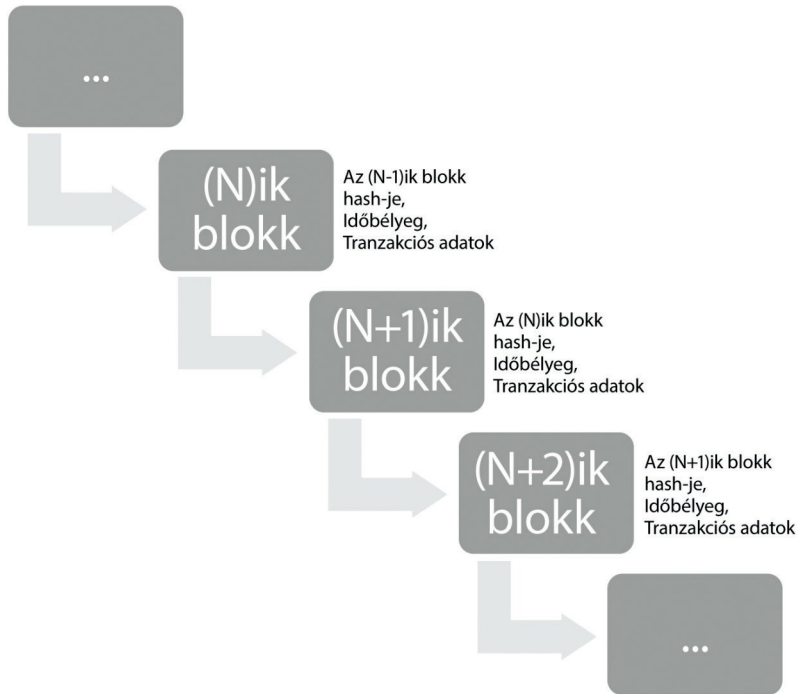 ...
(N)ik
blokk
Az (N-1)ik blokk
hash-je,
Időbélyeg,
Tranzakciós adatok
(N+1)ik
blokk
Az (N)ik blokk
hash-je,
Időbélyeg,
Tranzakciós adatok
(N+2)ik
blokk
Az (N+1)ik blokk
hash-je,
Időbélyeg,
Tranzakciós adatok
...